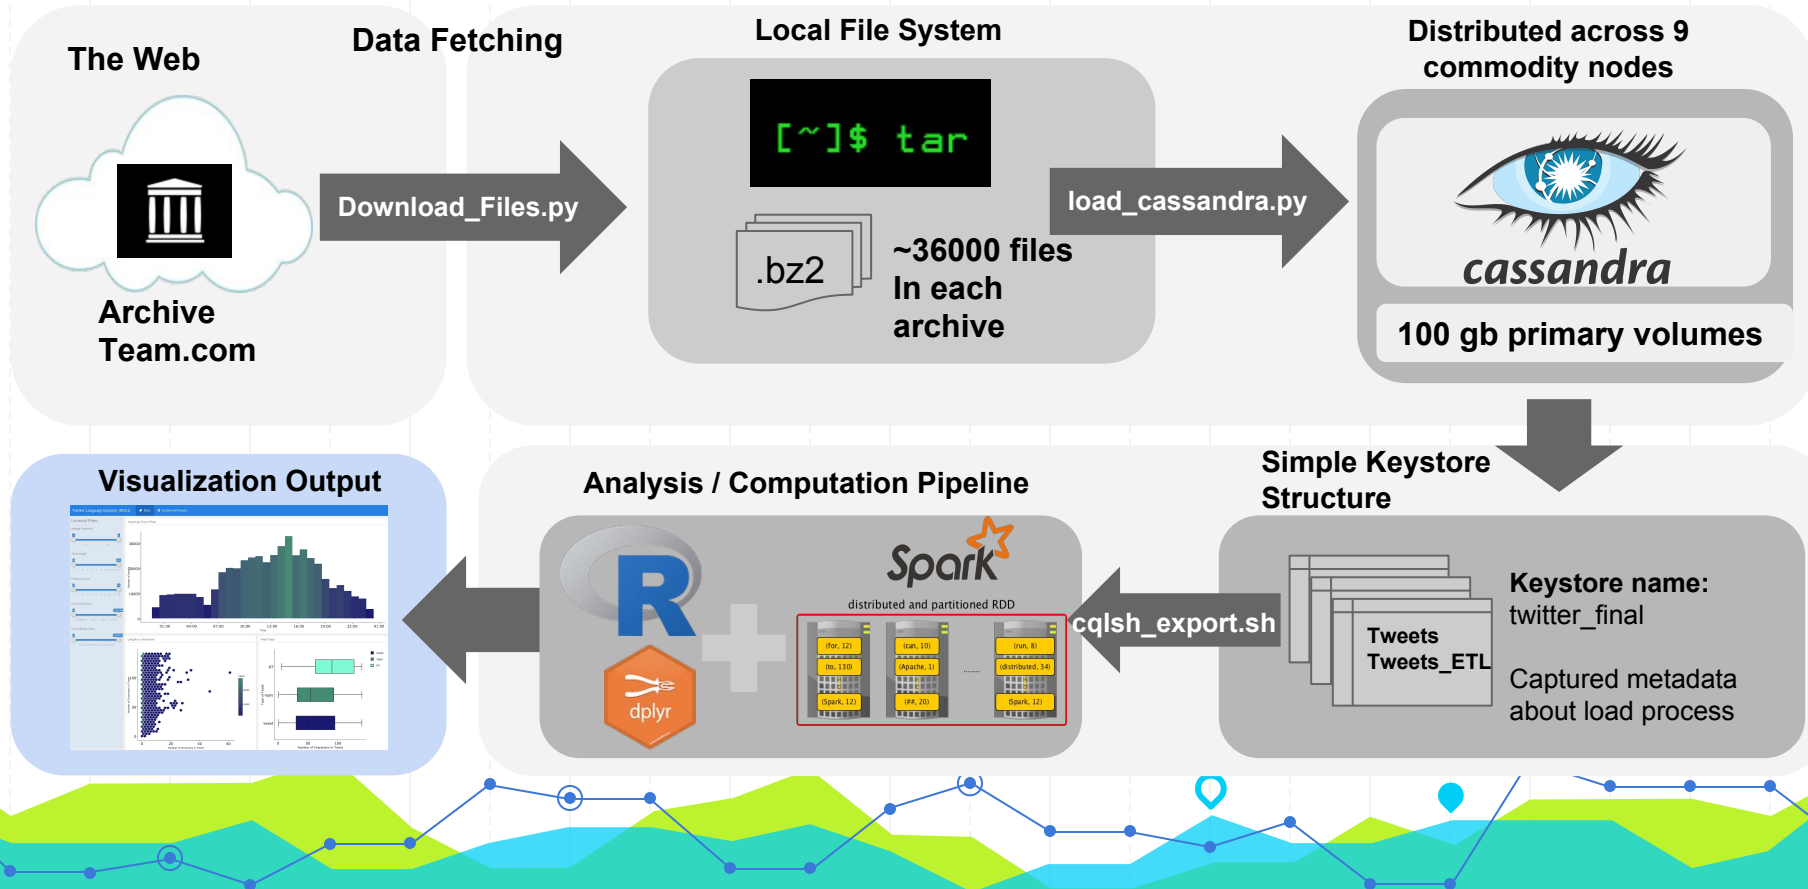 The Web
Data Fetching
Local File System
Distributed across 9
commodity nodes
[~]$ tar
Download_Files.py
load_cassandra.py
.bz2
~36000 files
In each
archive
cassandra
100 gb primary volumes
Archive
Team.com
Visualization Output
Analysis / Computation Pipeline
Simple Keystore
Structure
R
dplyr
Spark
distributed and partitioned RDD
(for, 12)
(can, 10)
(run, 8)
(to, 130)
(Apache, 1)
(distributed, 34)
(Spark, 12)
(##, 20)
(Spark, 12)
cqlsh_export.sh
Tweets
Tweets_ETL
Keystore name:
twitter_final
Captured metadata
about load process